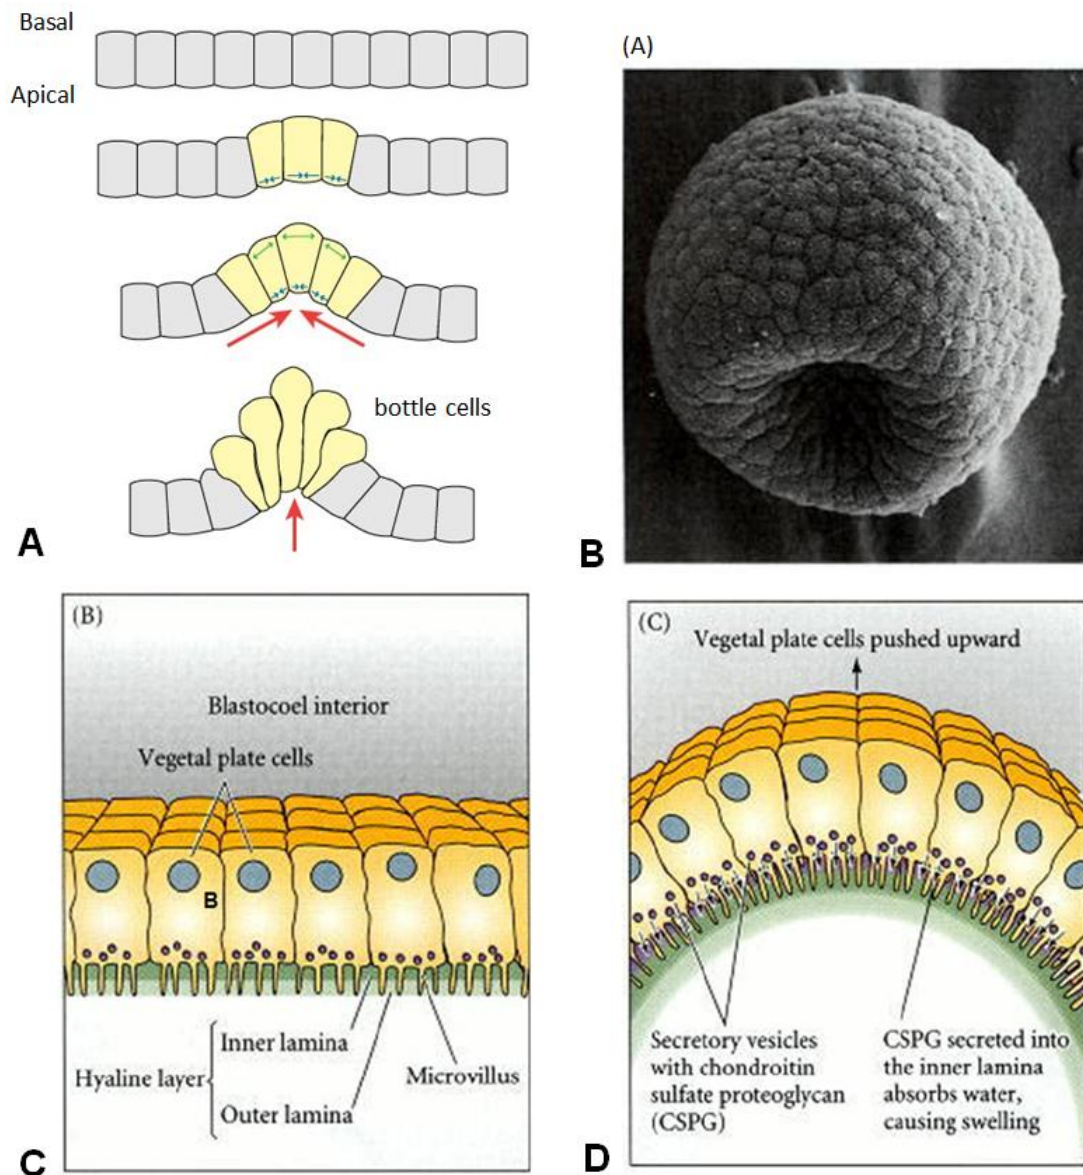 Basal
Apical
bottle cells
A
(A)
B
(B)
Blastocoel interior
Vegetal plate cells
B
Hyaline layer
Inner lamina
Outer lamina
Microvillus
C
(C)
Vegetal plate cells pushed upward
Secretory vesicles
with chondroitin
sulfate proteoglycan
(CSPG)
CSPG secreted into
the inner lamina
absorbs water,
causing swelling
D